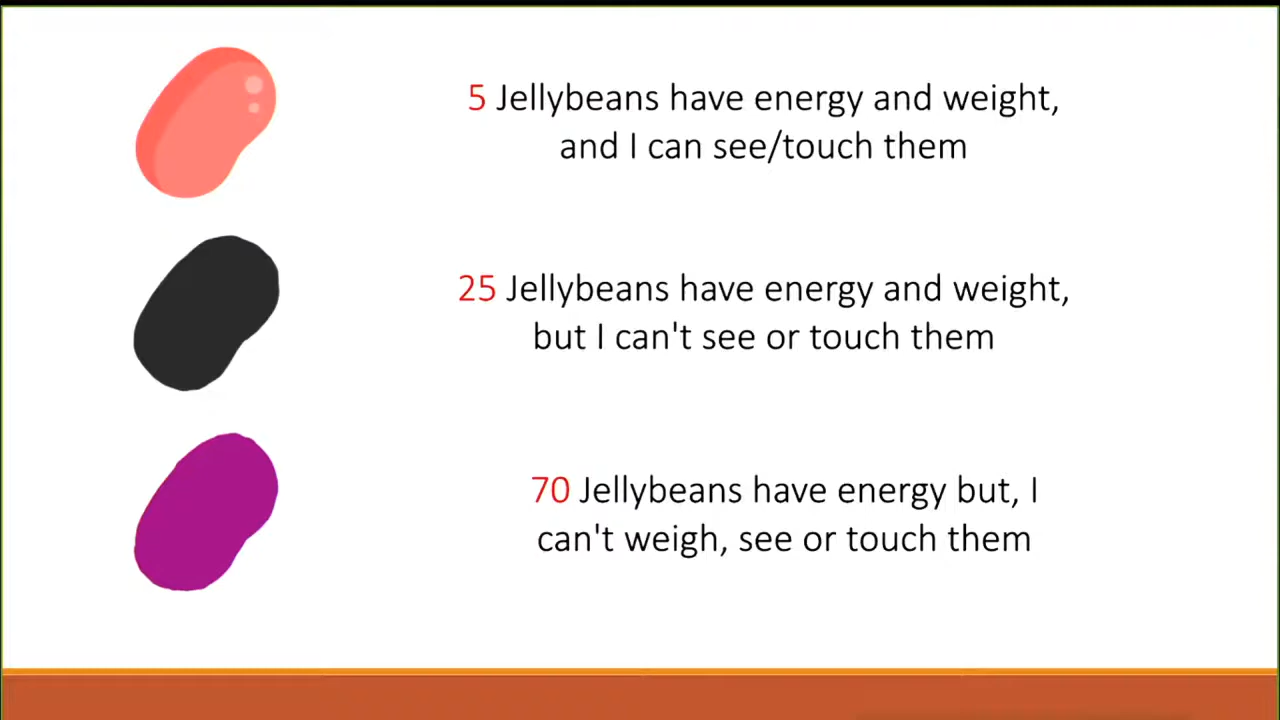 5 Jellybeans have energy and weight,
and I can see/touch them
25 Jellybeans have energy and weight,
but I can't see or touch them
70 Jellybeans have energy but, I
can't weigh, see or touch them